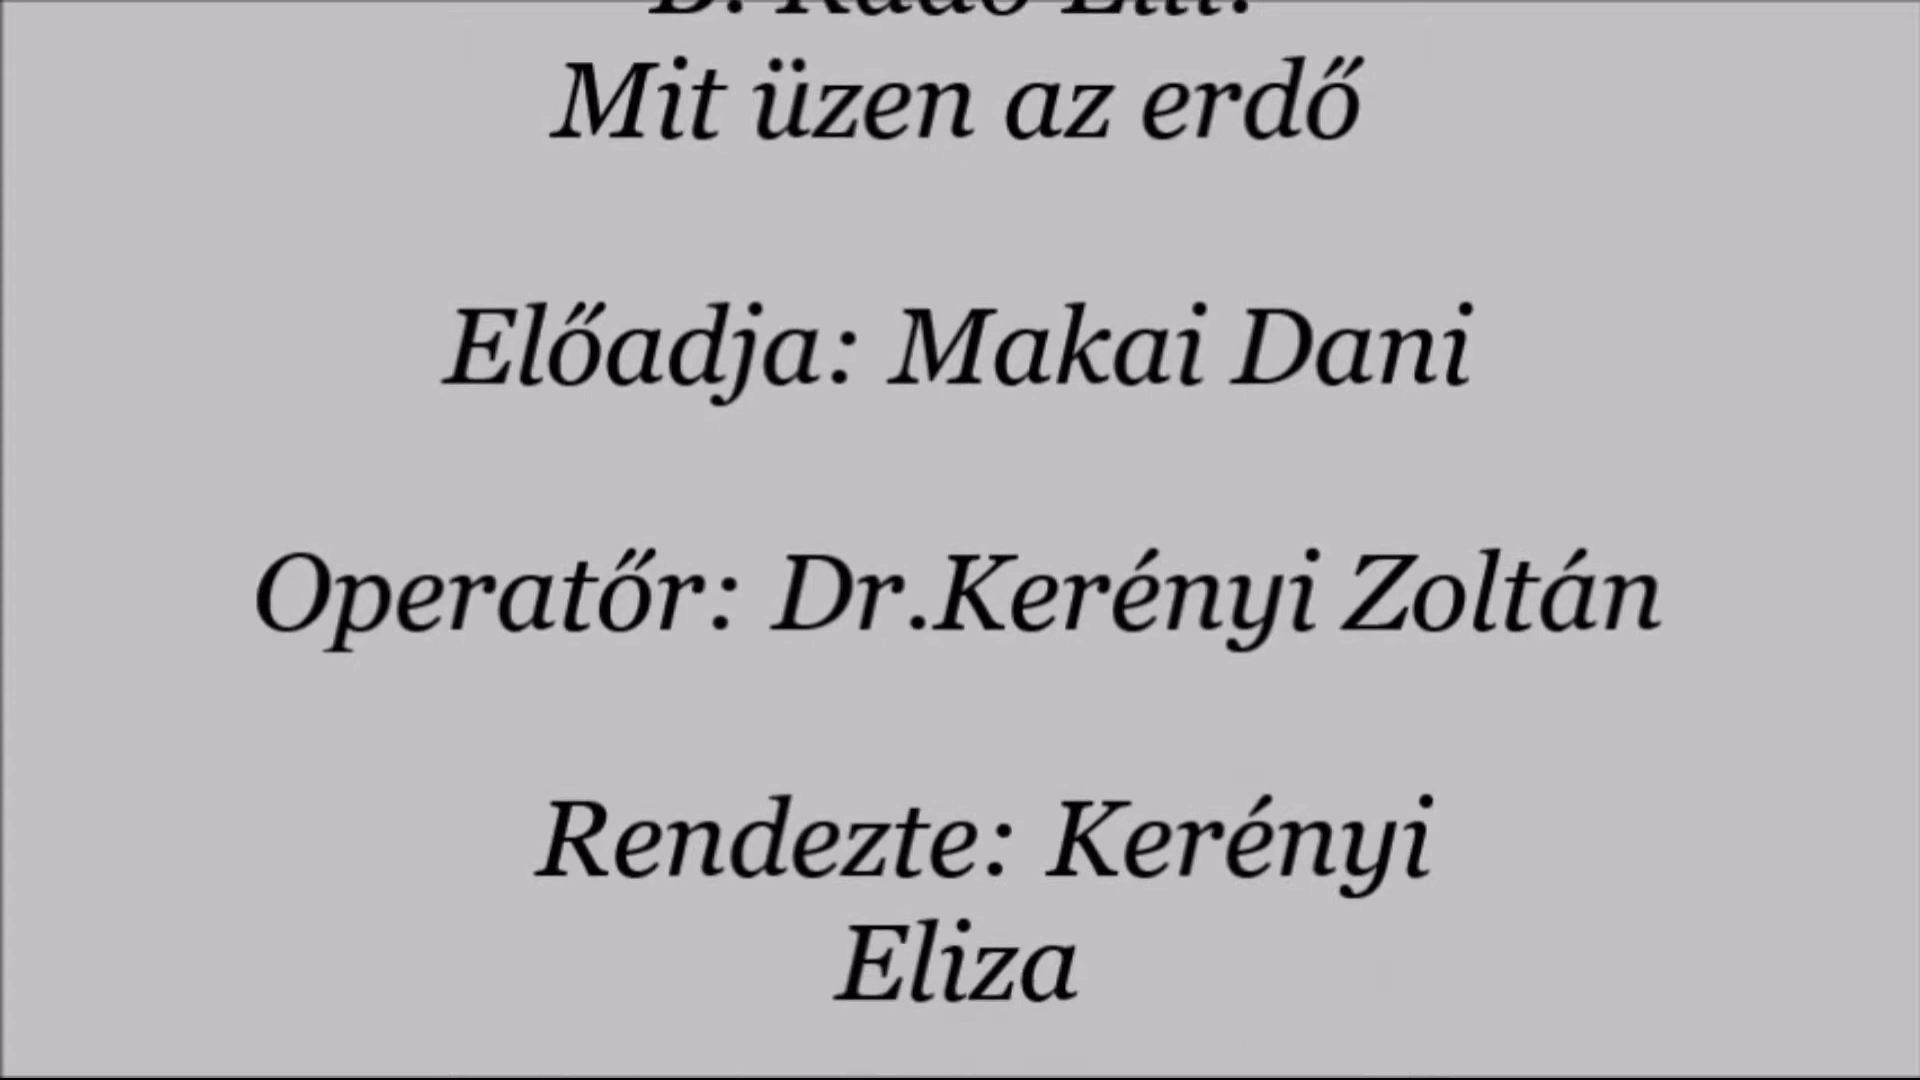 Mit üzen az erdő
Előadja: Makai Dani
Operatőr: Dr.Kerényi Zoltán
Rendezte: Kerényi
Eliza